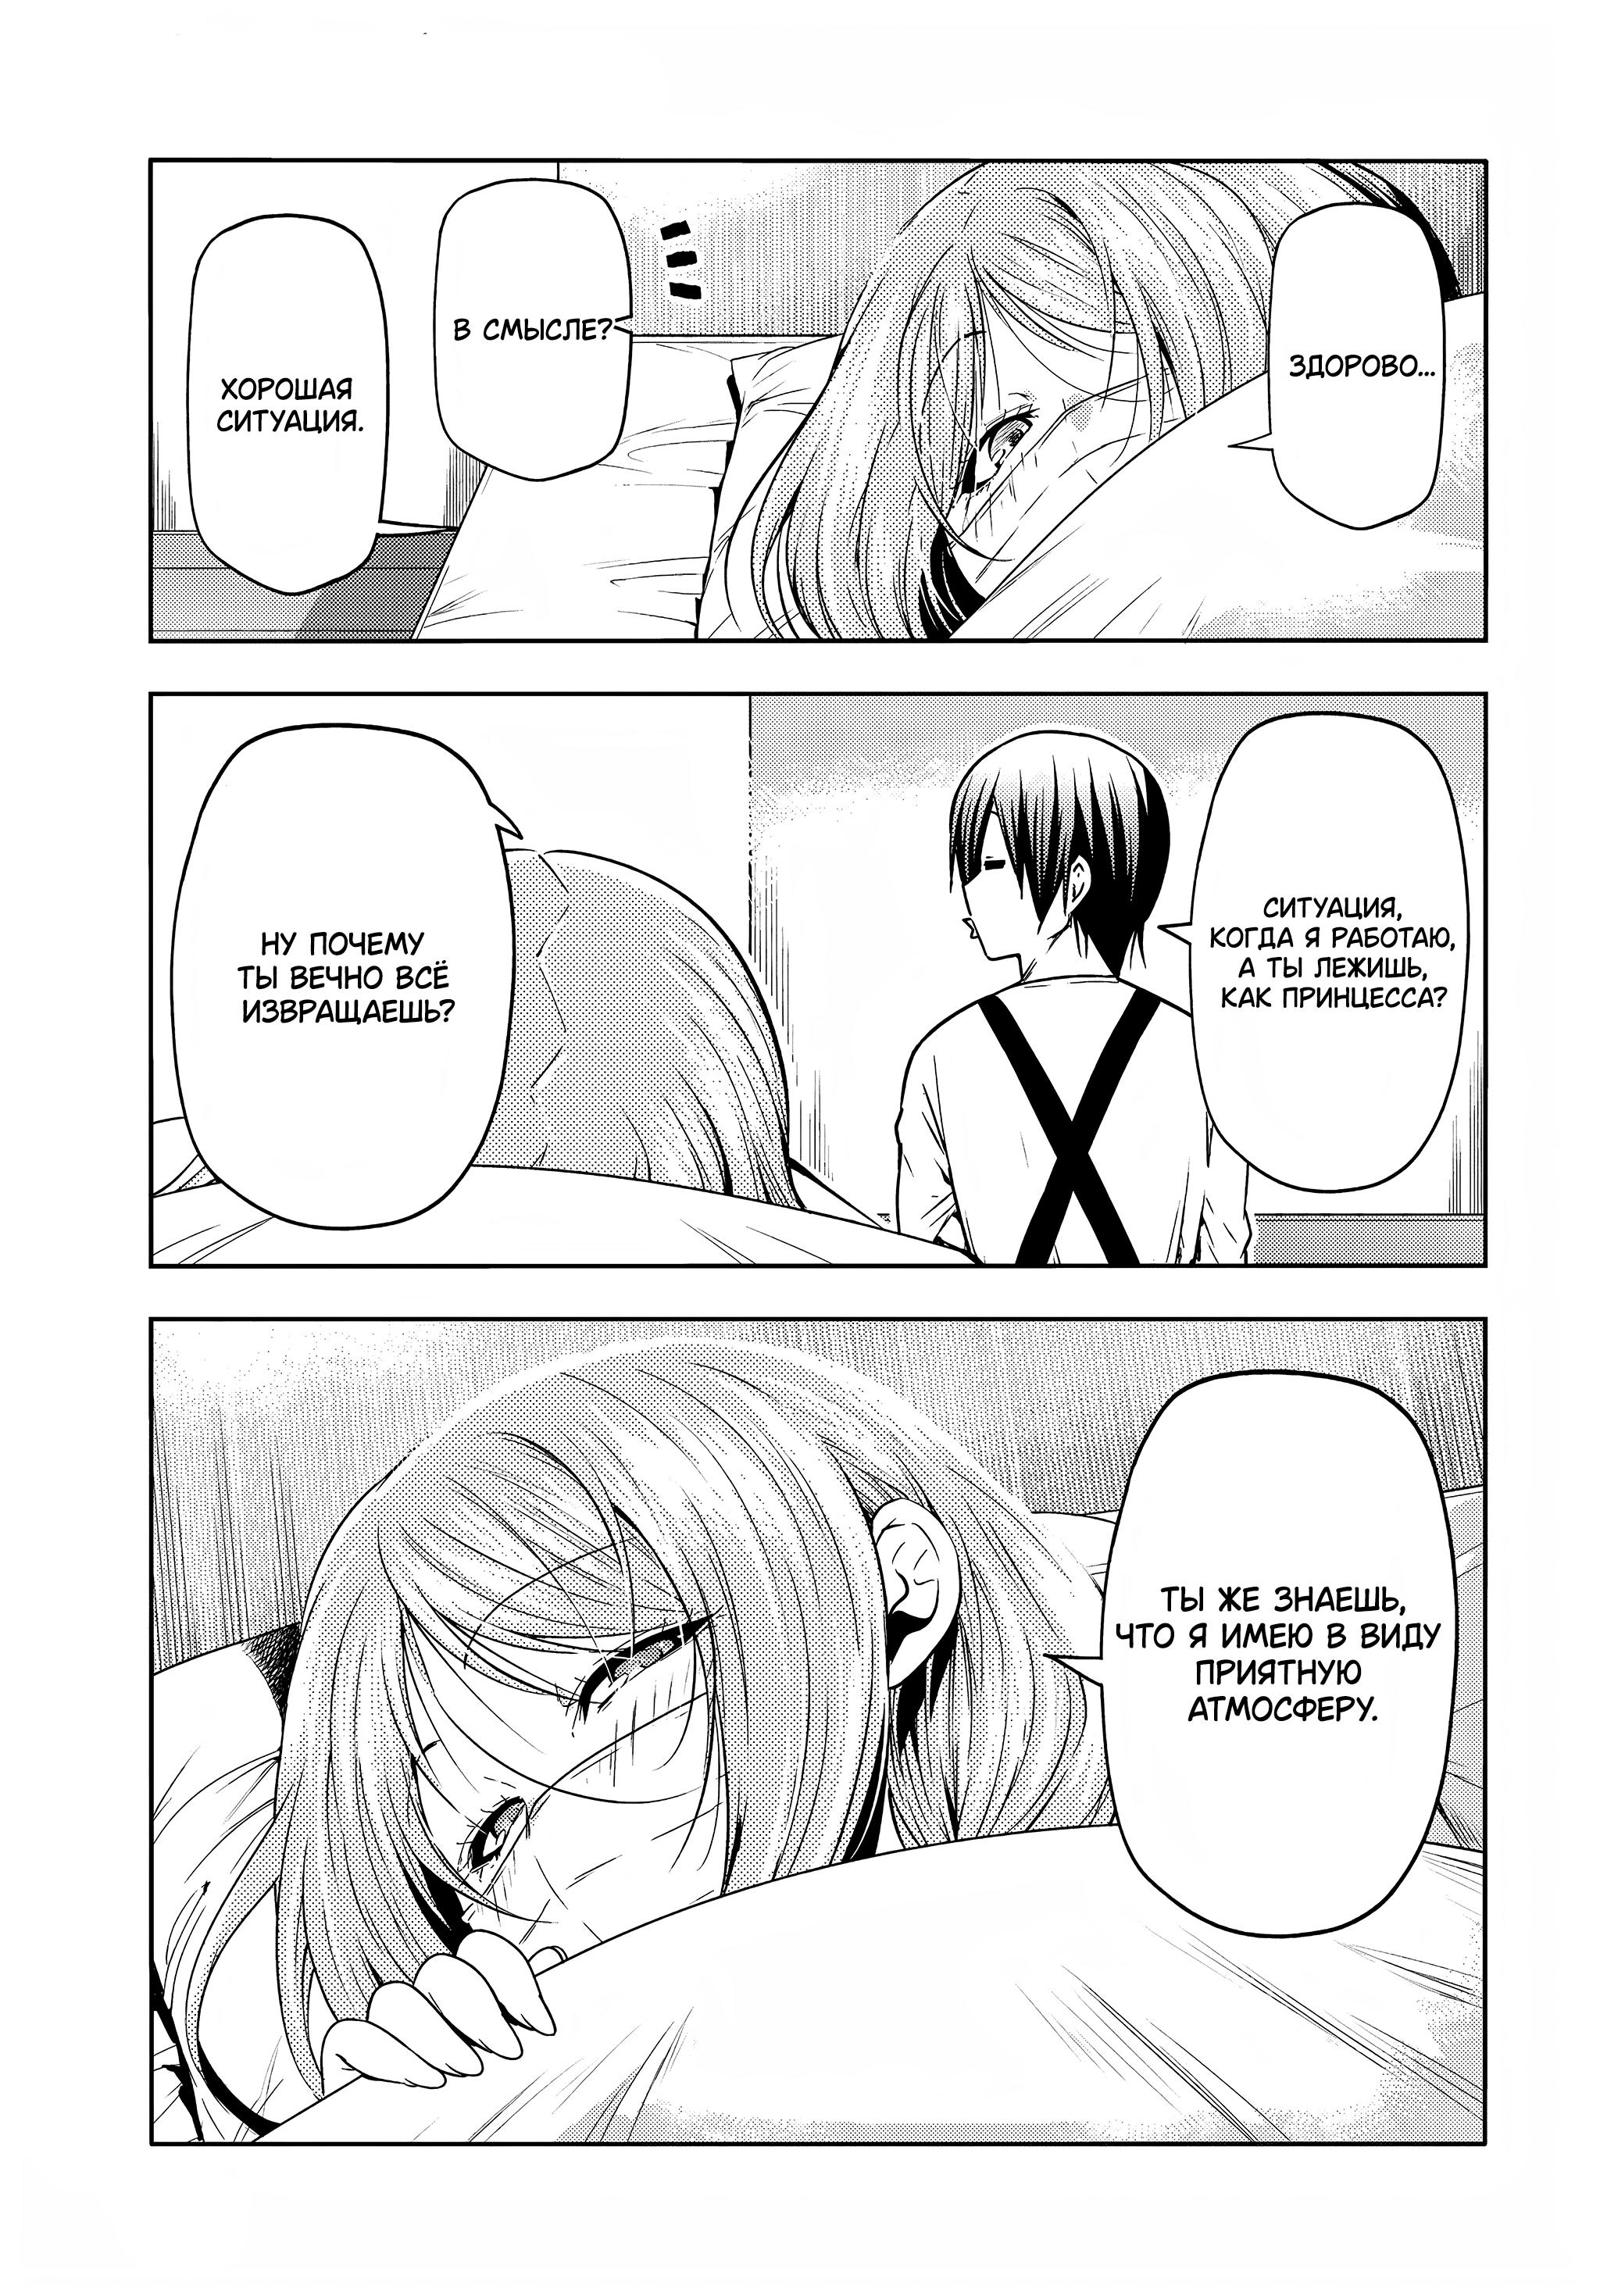 ЗДОРОВО...
В СМЫСЛЕ?
ХОРОШАЯ
СИТУАЦИЯ.
СИТУАЦИЯ,
КОГДА Я РАБОТАЮ,
А ТЫ ЛЕЖИШЬ,
КАК ПРИНЦЕССА?
НУ ПОЧЕМУ
ТЫ ВЕЧНО ВСЁ
ИЗВРАЩАЕШЬ?
ТЫ ЖЕ ЗНАЕШЬ,
ЧТО Я ИМЕЮ В ВИДУ
ПРИЯТНУЮ
АТМОСФЕРУ.